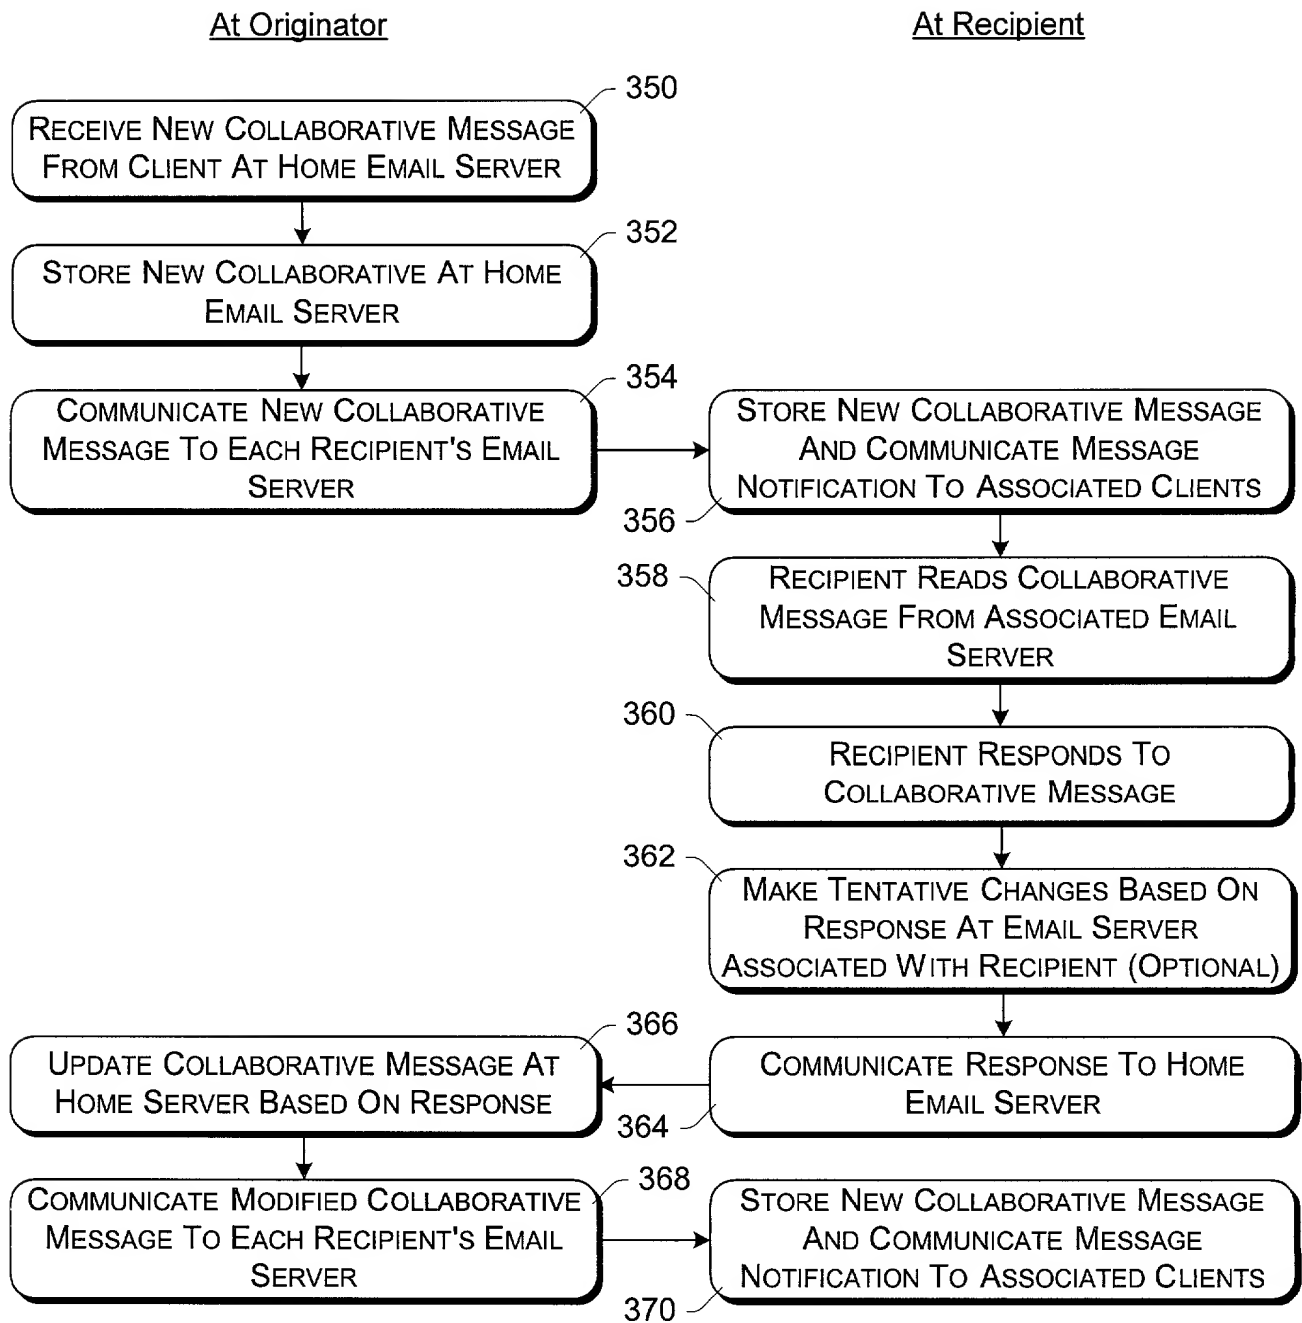 At Originator
At Recipient
350
RECEIVE NEW COLLABORATIVE MESSAGE
FROM CLIENT AT HOME EMAIL SERVER
352
STORE NEW COLLABORATIVE AT HOME
EMAIL SERVER
354
COMMUNICATE NEW COLLABORATIVE
MESSAGE TO EACH RECIPIENT'S EMAIL
SERVER
STORE NEW COLLABORATIVE MESSAGE
AND COMMUNICATE MESSAGE
NOTIFICATION TO ASSOCIATED CLIENTS
356
358
RECIPIENT READS COLLABORATIVE
MESSAGE FROM ASSOCIATED EMAIL
SERVER
360
RECIPIENT RESPONDS TO
COLLABORATIVE MESSAGE
362
MAKE TENTATIVE CHANGES BASED ON
RESPONSE AT EMAIL SERVER
ASSOCIATED WITH RECIPIENT (OPTIONAL)
COMMUNICATE RESPONSE TO HOME
EMAIL SERVER
364
366
UPDATE COLLABORATIVE MESSAGE AT
HOME SERVER BASED ON RESPONSE
368
COMMUNICATE MODIFIED COLLABORATIVE
MESSAGE TO EACH RECIPIENT'S EMAIL
SERVER
STORE NEW COLLABORATIVE MESSAGE
AND COMMUNICATE MESSAGE
NOTIFICATION TO ASSOCIATED CLIENTS
370